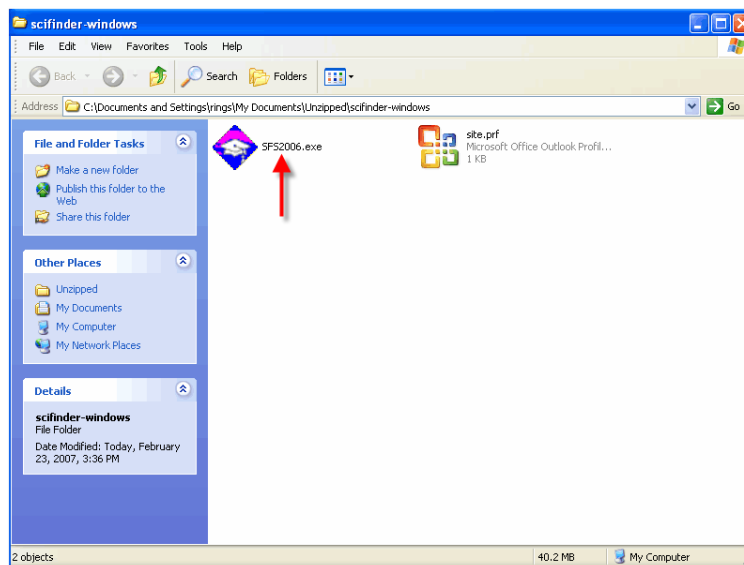 scifinder-windows
File Edit View Favorites Tools Help
Back Search Folders
Address C:\Documents and Settings\rings\My Documents\Unzipped\scifinder-windows Go
File and Folder Tasks
Make a new folder
Publish this folder to the
Web
Share this folder
Other Places
Unzipped
My Documents
My Computer
My Network Places
Details
scifinder-windows
File Folder
Date Modified: Today, February
23, 2007, 3:36 PM
SFS2006.exe
site.prf
Microsoft Office Outlook Profil...
1 KB
2 objects 40.2 MB My Computer